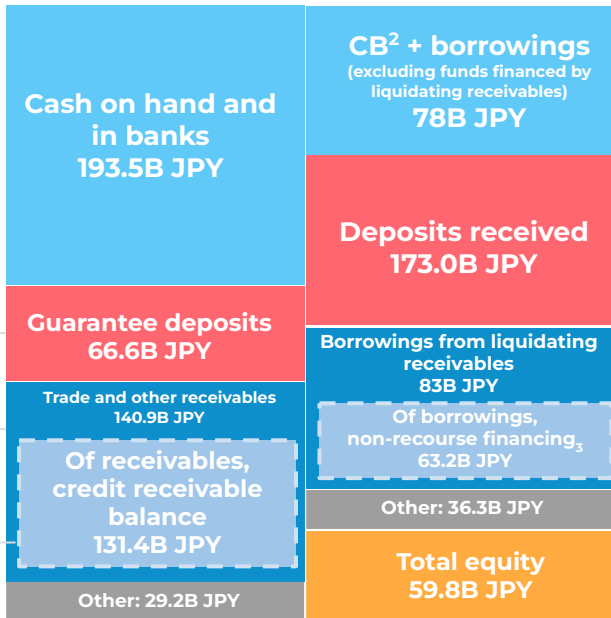 Cash on hand and
in banks
193.5B JPY
Guarantee deposits
66.6B JPY
Trade and other receivables
140.9B JPY
Of receivables,
credit receivable
balance
131.4B JPY
Other: 29.2B JPY
CB² + borrowings
(excluding funds financed by
liquidating receivables)
78B JPY
Deposits received
173.0B JPY
Borrowings from liquidating
receivables
83B JPY
Of borrowings,
non-recourse financing₃
63.2B JPY
Other: 36.3B JPY
Total equity
59.8B JPY